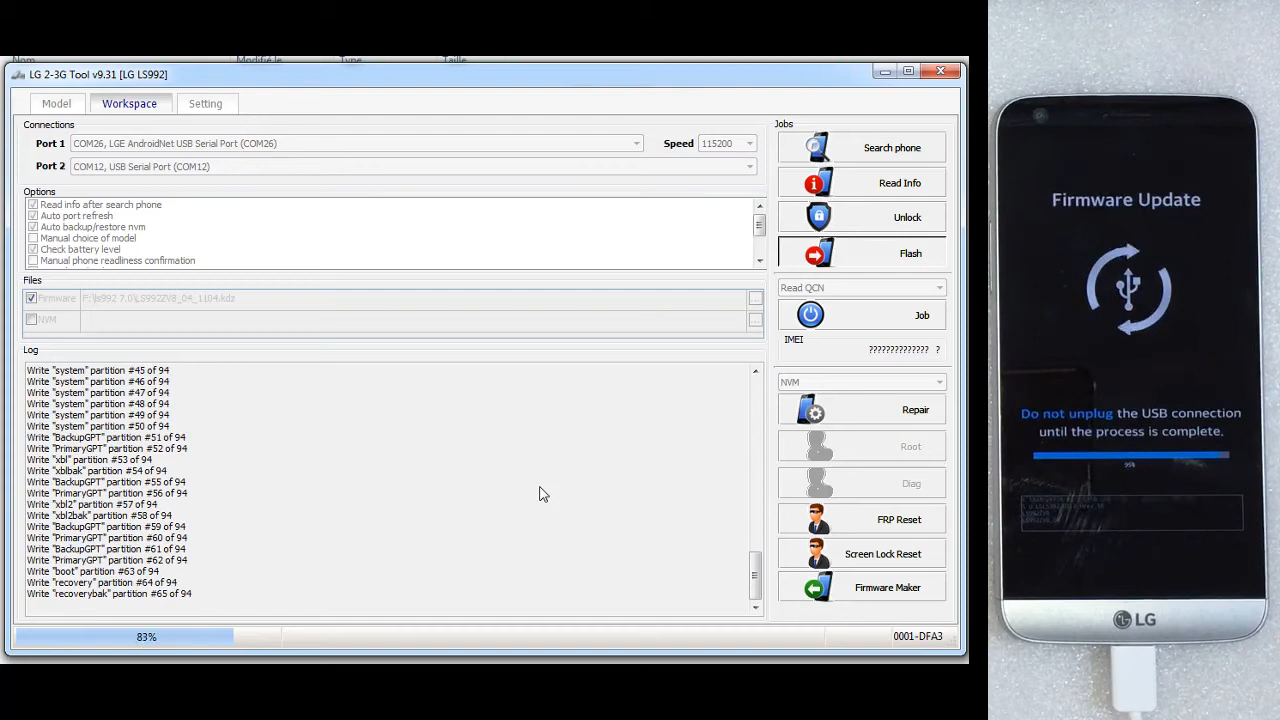 Nom
Modifié le
Type
Taille
LG 2-3G Tool v9.31 [LG LS992]
Model
Workspace
Setting
Connections
Port 1 COM26, LGE AndroidNet USB Serial Port (COM26) Speed 115200
Port 2 COM12, USB Serial Port (COM12)
Options
Read info after search phone
Auto port refresh
Auto backup/restore nvm
Manual choice of model
Check battery level
Manual phone readiness confirmation
Files
Firmware F:\ls992 7.0\LS992ZV8_04_1104.kdz ...
NVM ...
Log
Write "system" partition #45 of 94
Write "system" partition #46 of 94
Write "system" partition #47 of 94
Write "system" partition #48 of 94
Write "system" partition #49 of 94
Write "system" partition #50 of 94
Write "BackupGPT" partition #51 of 94
Write "PrimaryGPT" partition #52 of 94
Write "xbl" partition #53 of 94
Write "xblbak" partition #54 of 94
Write "BackupGPT" partition #55 of 94
Write "PrimaryGPT" partition #56 of 94
Write "xbl2" partition #57 of 94
Write "xbl2bak" partition #58 of 94
Write "BackupGPT" partition #59 of 94
Write "PrimaryGPT" partition #60 of 94
Write "BackupGPT" partition #61 of 94
Write "PrimaryGPT" partition #62 of 94
Write "boot" partition #63 of 94
Write "recovery" partition #64 of 94
Write "recoverybak" partition #65 of 94
83%
0001-DFA3
Jobs
Search phone
Read Info
Unlock
Flash
Read QCN
Job
IMEI
?????????????? ?
NVM
Repair
Root
Diag
FRP Reset
Screen Lock Reset
Firmware Maker
Firmware Update
Do not unplug the USB connection
until the process is complete.
LG